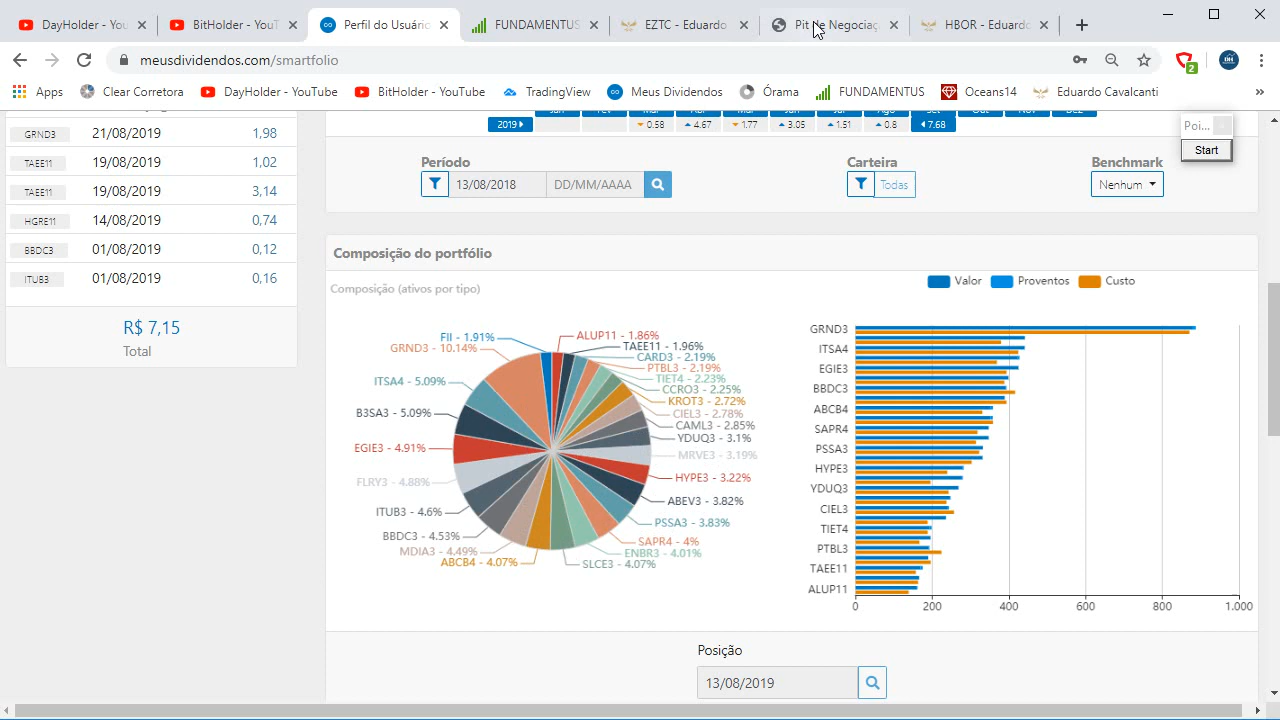 DayHolder - You
BitHolder - YouT
Perfil do Usuário
FUNDAMENTUS
EZTC - Eduardo
Pit de Negociaç
HBOR - Eduardo
meusdividendos.com/smartfolio
2
Apps
Clear Corretora
DayHolder - YouTube
BitHolder - YouTube
TradingView
Meus Dividendos
Órama
FUNDAMENTUS
Oceans14
Eduardo Cavalcanti
»
2019
0.58
4.67
1.77
3.05
1.51
0.8
7.68
Poi...
Start
GRND3 21/08/2019 1,98
TAEE11 19/08/2019 1,02
TAEE11 19/08/2019 3,14
HGRE11 14/08/2019 0,74
BBDC3 01/08/2019 0,12
ITUB3 01/08/2019 0,16
R$ 7,15
Total
Período
13/08/2018
DD/MM/AAAA
Carteira
Todas
Benchmark
Nenhum
Composição do portfólio
Composição (ativos por tipo)
FII - 1.91%
GRND3 - 10.14%
ITSA4 - 5.09%
B3SA3 - 5.09%
EGIE3 - 4.91%
FLRY3 - 4.88%
ITUB3 - 4.6%
BBDC3 - 4.53%
MDIA3 - 4.49%
ABCB4 - 4.07%
ALUP11 - 1.86%
TAEE11 - 1.96%
CARD3 - 2.19%
PTBL3 - 2.19%
TIET4 - 2.23%
CCRO3 - 2.25%
KROT3 - 2.72%
CIEL3 - 2.78%
CAML3 - 2.85%
YDUQ3 - 3.1%
MRVE3 - 3.19%
HYPE3 - 3.22%
ABEV3 - 3.82%
PSSA3 - 3.83%
SAPR4 - 4%
ENBR3 - 4.01%
SLCE3 - 4.07%
Valor
Proventos
Custo
GRND3
ITSA4
EGIE3
BBDC3
ABCB4
SAPR4
PSSA3
HYPE3
YDUQ3
CIEL3
TIET4
PTBL3
TAEE11
ALUP11
0 200 400 600 800 1.000
Posição
13/08/2019